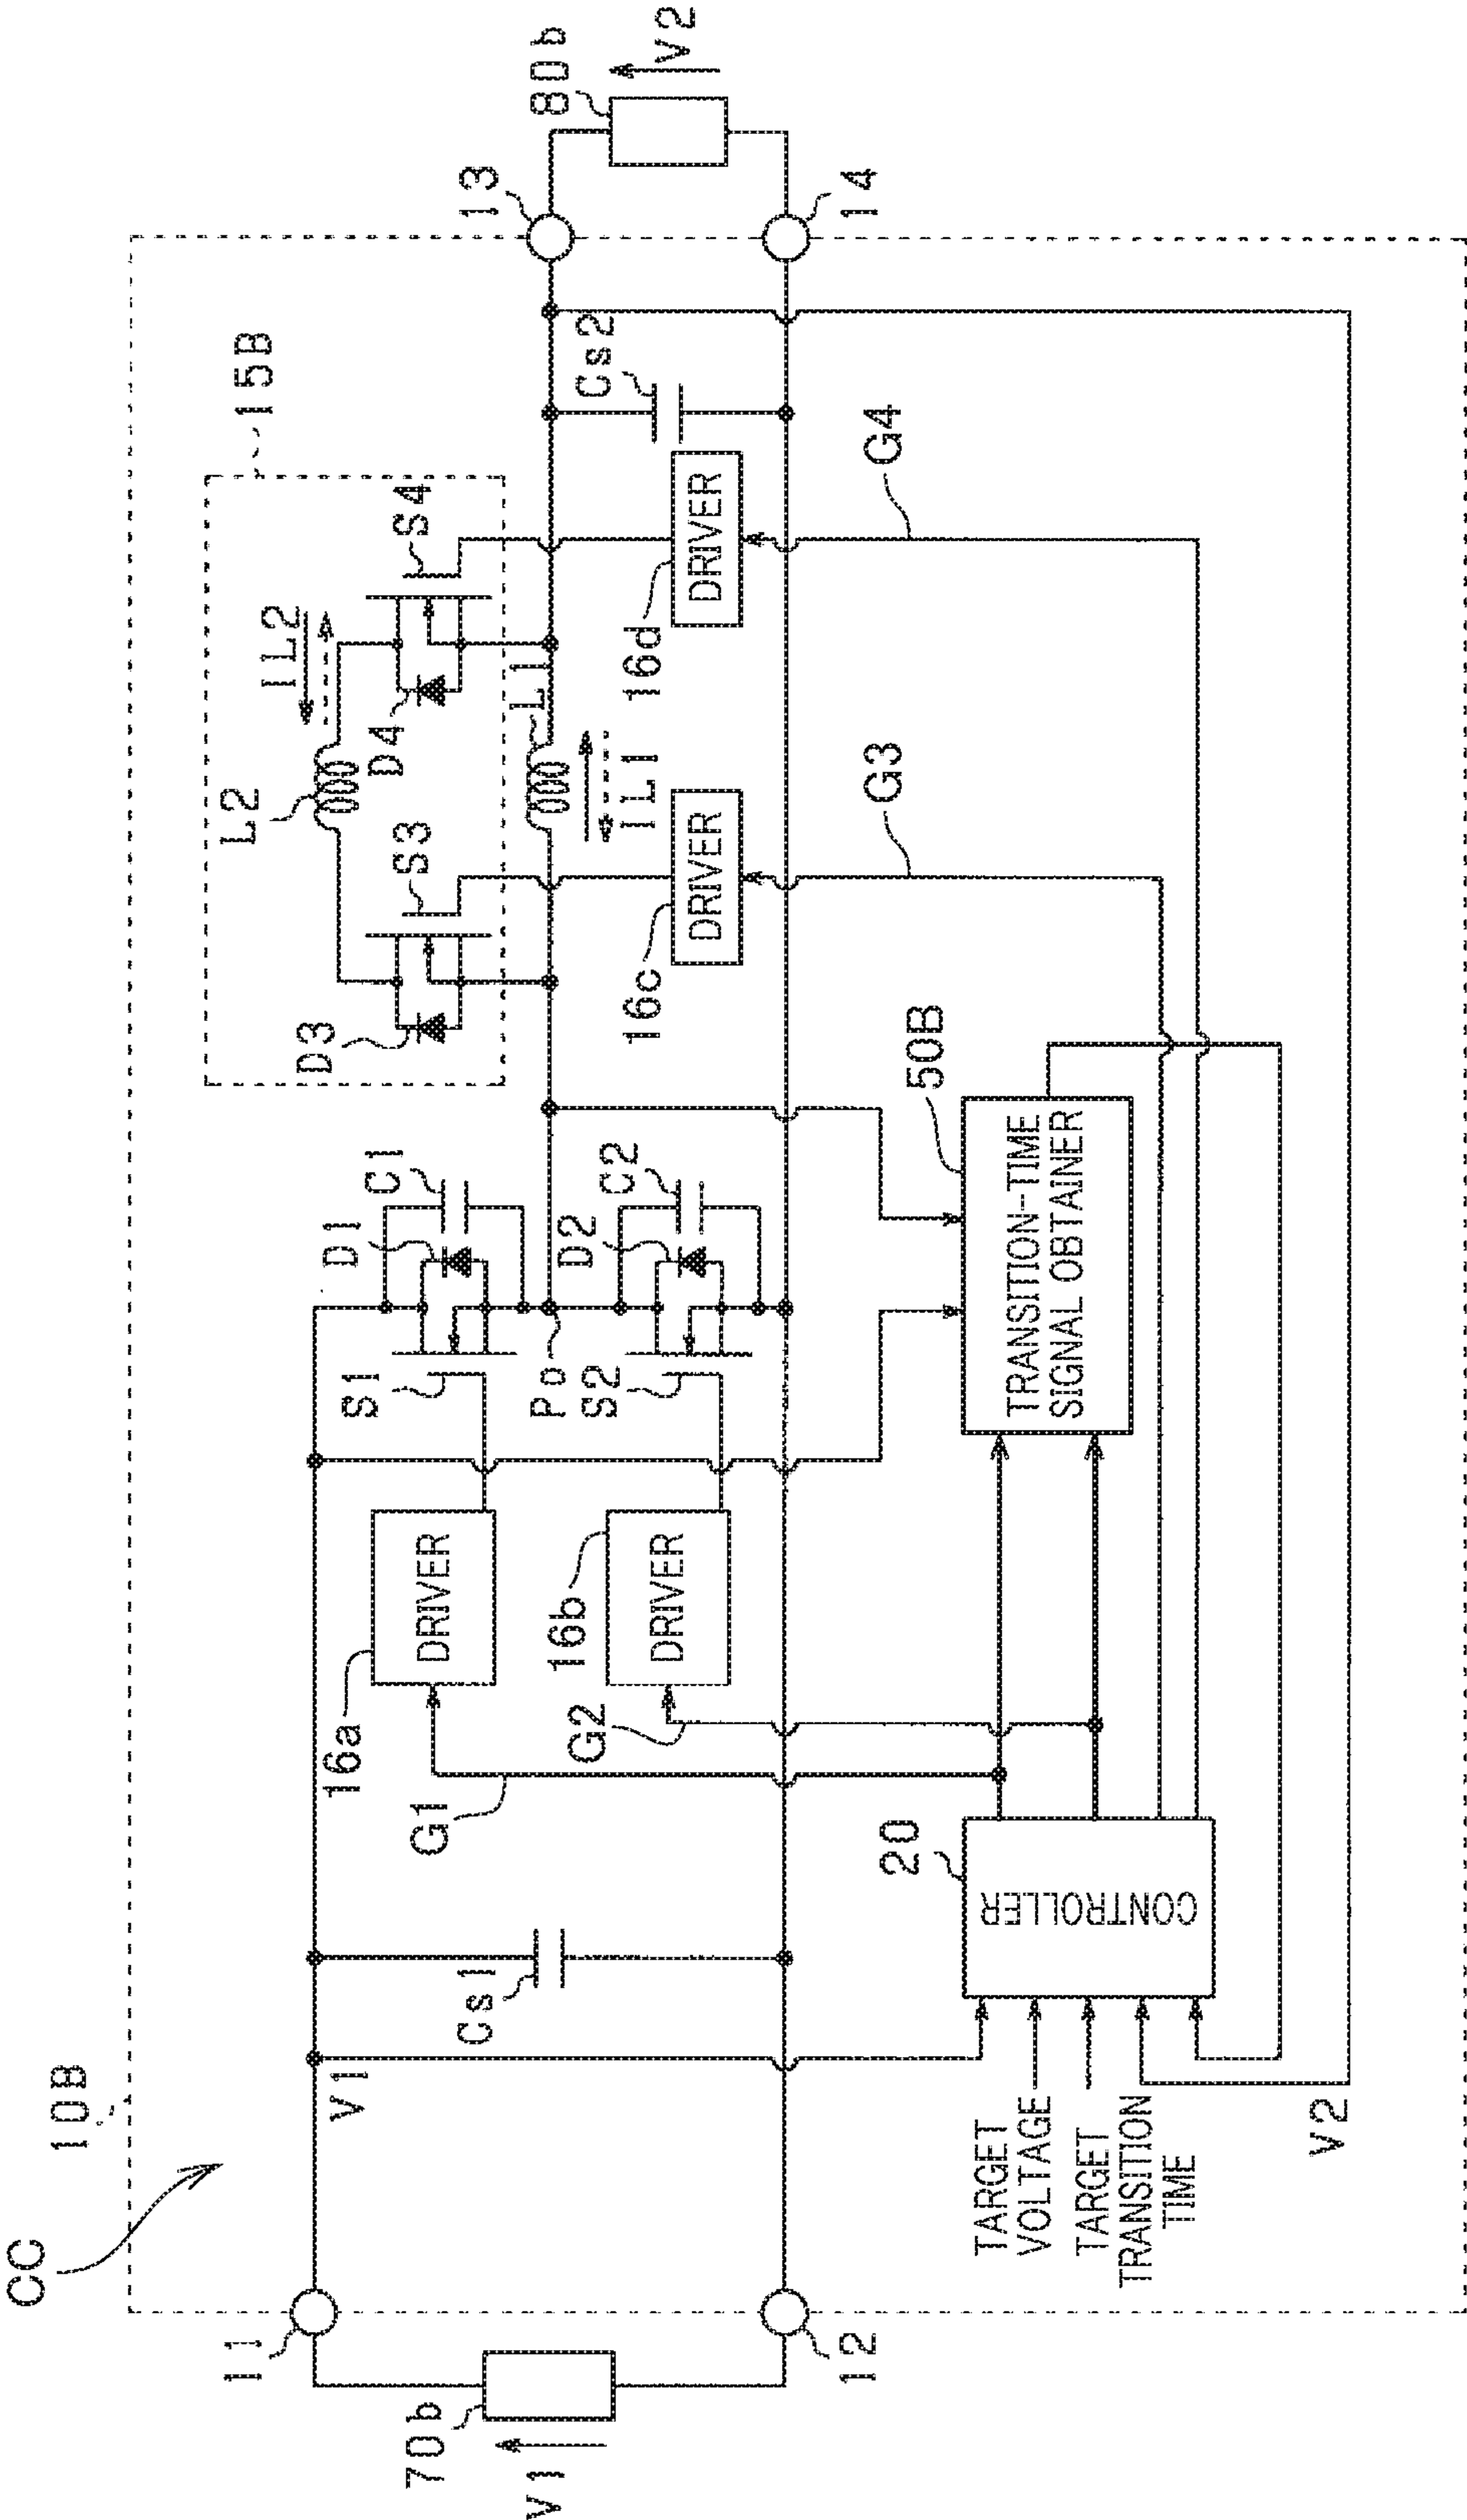 CC
10B
11
12
70b
V1
V1
Cs1
16a
DRIVER
G1
16b
DRIVER
G2
S1
D1
C1
Po
S2
D2
C2
15B
L2
IL2
D3
S3
D4
S4
L1
IL1
16c
DRIVER
G3
16d
DRIVER
G4
Cs2
13
14
80b
V2
20
CONTROLLER
50B
TRANSITION-TIME
SIGNAL OBTAINER
TARGET
VOLTAGE
TARGET
TRANSITION
TIME
V2